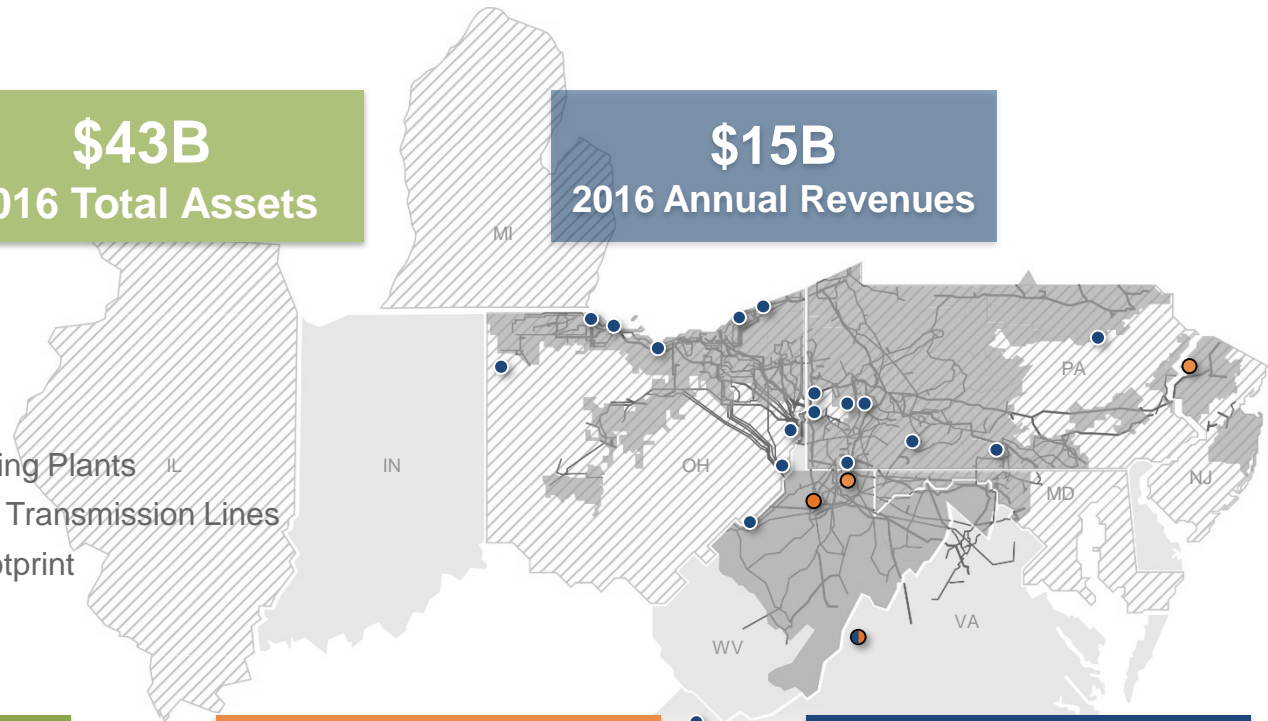 $43B
016 Total Assets
$15B
2016 Annual Revenues
MI
PA
ing Plants
IL
IN
OH
MD
NJ
Transmission Lines
tprint
VA
WV